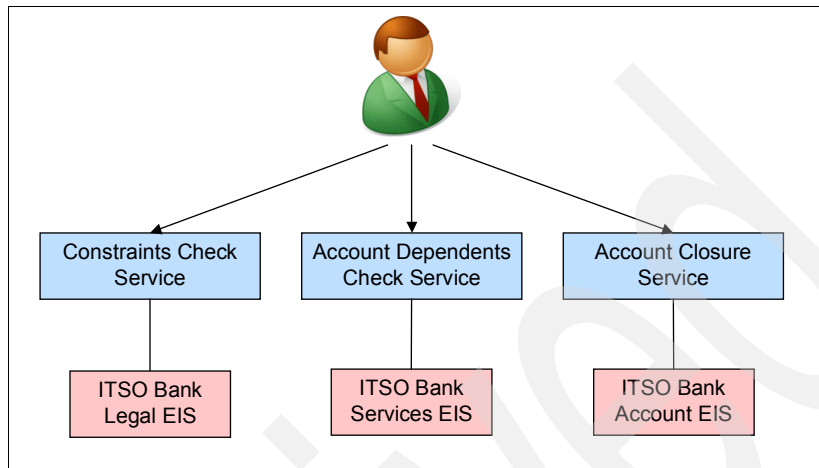 Constraints Check
Service
Account Dependents
Check Service
Account Closure
Service
ITSO Bank
Legal EIS
ITSO Bank
Services EIS
ITSO Bank
Account EIS